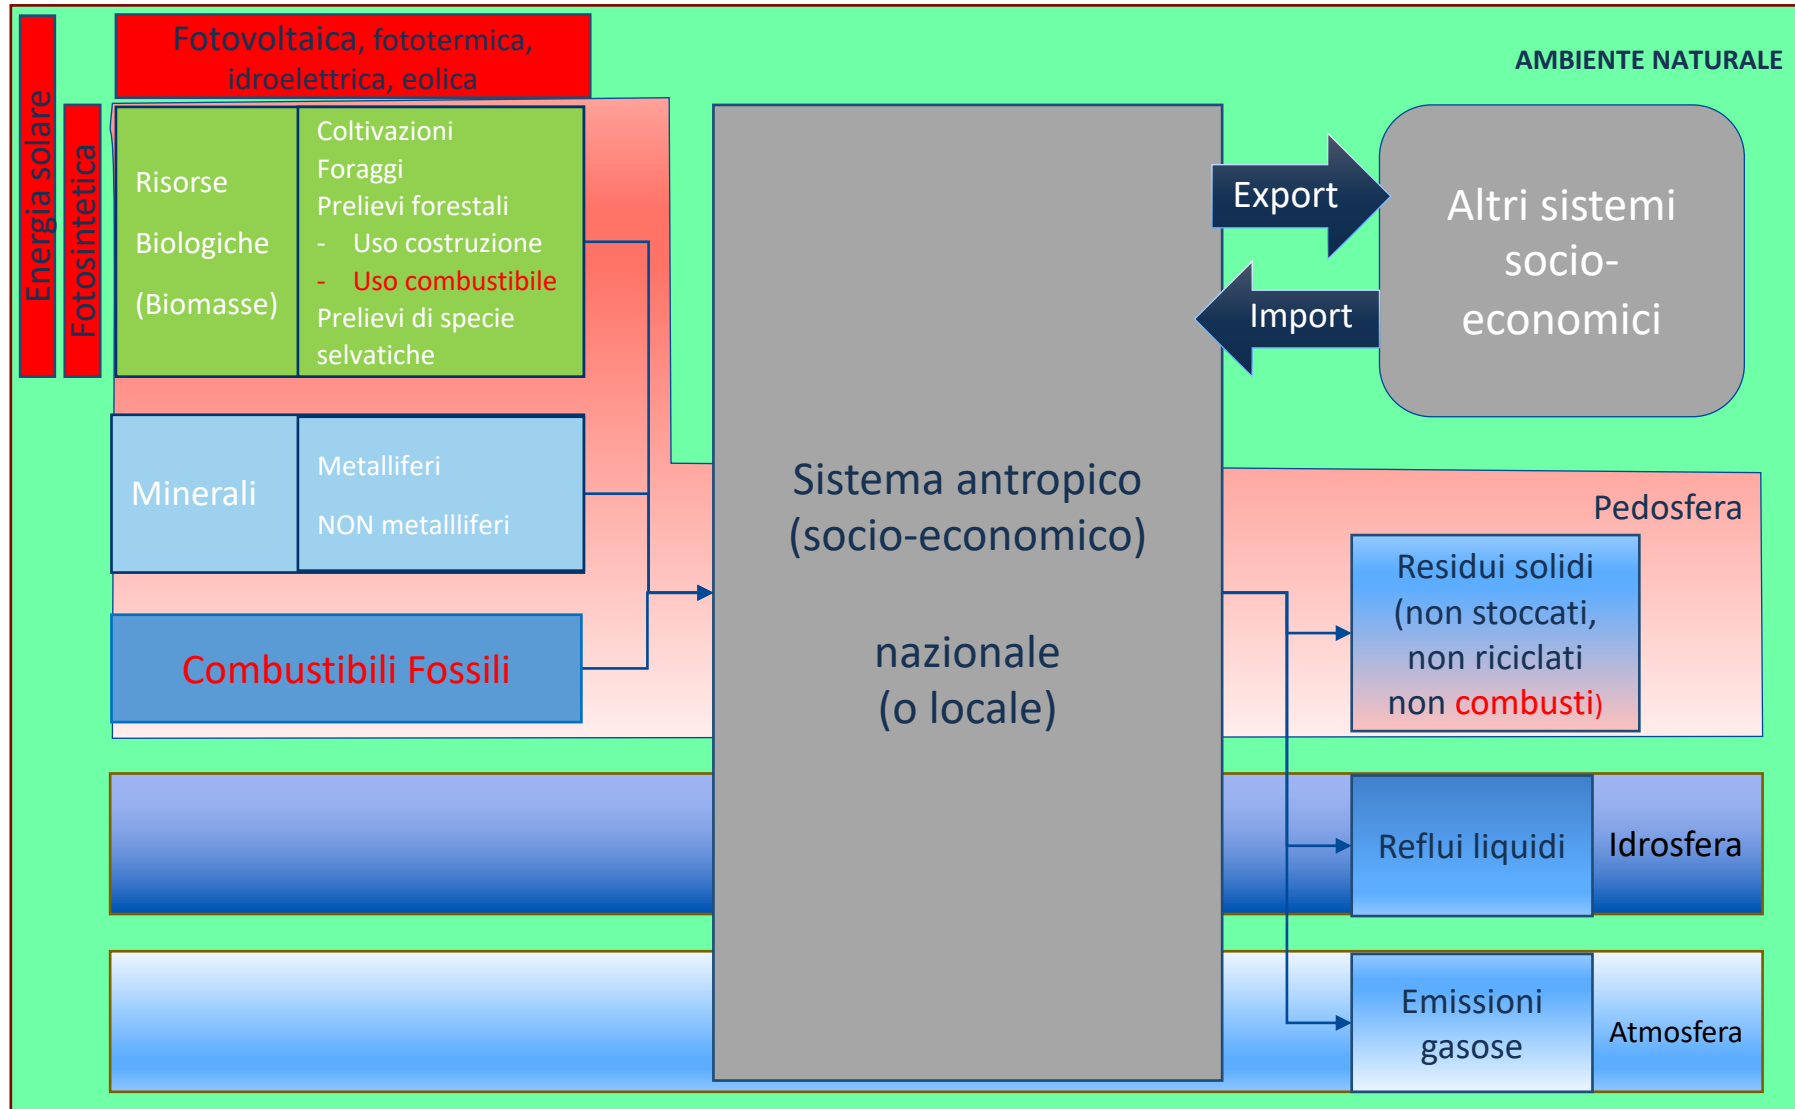 Energia solare
Fotosintetica
Fotovoltaica, fototermica,
idroelettrica, eolica
AMBIENTE NATURALE
Risorse
Biologiche
(Biomasse)
Coltivazioni
Foraggi
Prelievi forestali
- Uso costruzione
- Uso combustibile
Prelievi di specie
selvatiche
Minerali
Metalliferi
NON metallliferi
Combustibili Fossili
Sistema antropico
(socio-economico)
nazionale
(o locale)
Export
Import
Altri sistemi
socio-
economici
Pedosfera
Residui solidi
(non stoccati,
non riciclati
non combusti)
Reflui liquidi
Idrosfera
Emissioni
gasose
Atmosfera